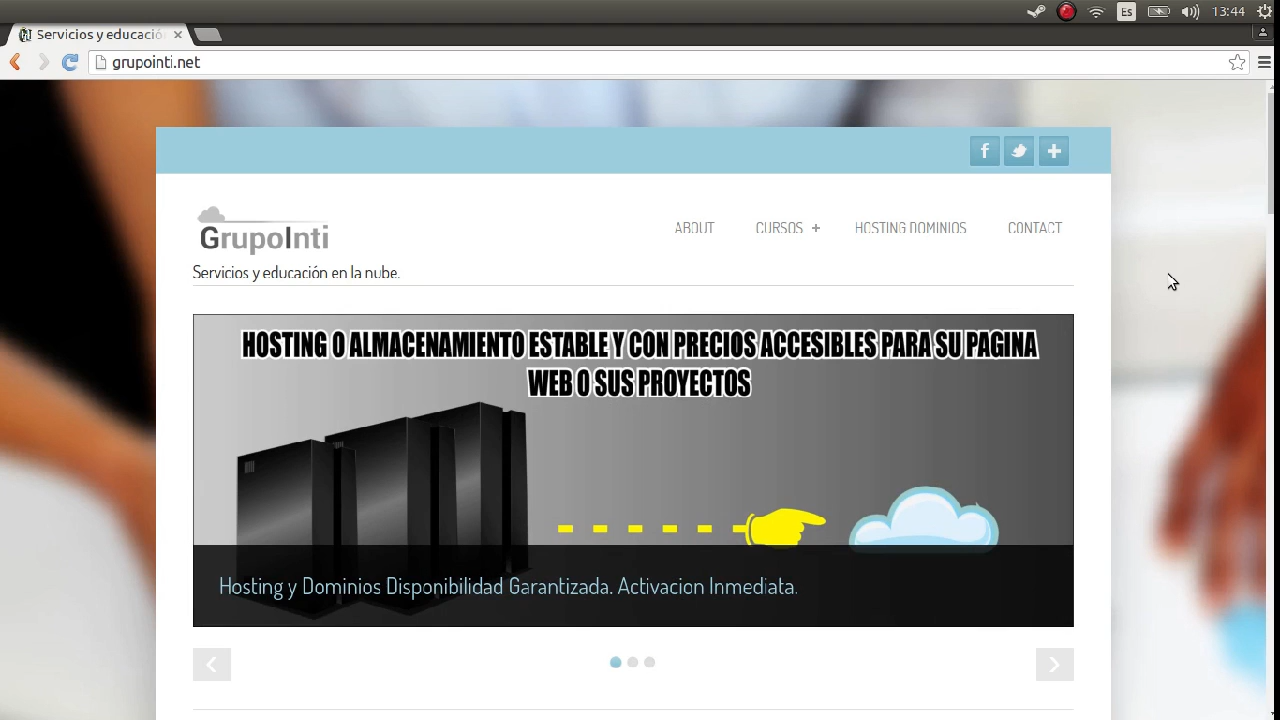 Es
13:44
Servicios y educació
grupointi.net
f
GrupoInti
ABOUT
CURSOS +
HOSTING DOMINIOS
CONTACT
Servicios y educación en la nube.
HOSTING O ALMACENAMIENTO ESTABLE Y CON PRECIOS ACCESIBLES PARA SU PAGINA
WEB O SUS PROYECTOS
Hosting y Dominios Disponibilidad Garantizada. Activacion Inmediata.